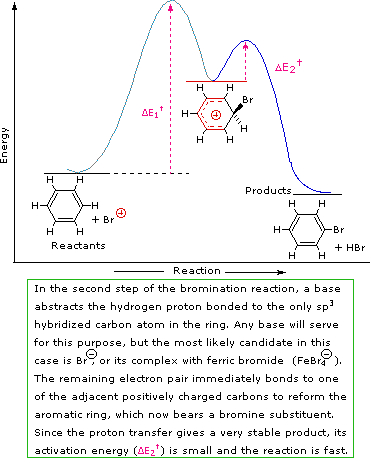 Energy
ΔE1†
ΔE2†
H H
H Br
H
H H
H H
H H
H H
+ Br +
Reactants
Products
H H
H Br
H H
+ HBr
Reaction
In the second step of the bromination reaction, a base
abstracts the hydrogen proton bonded to the only sp3
hybridized carbon atom in the ring. Any base will serve
for this purpose, but the most likely candidate in this
case is Br−, or its complex with ferric bromide (FeBr4−).
The remaining electron pair immediately bonds to one
of the adjacent positively charged carbons to reform the
aromatic ring, which now bears a bromine substituent.
Since the proton transfer gives a very stable product, its
activation energy (ΔE2†) is small and the reaction is fast.